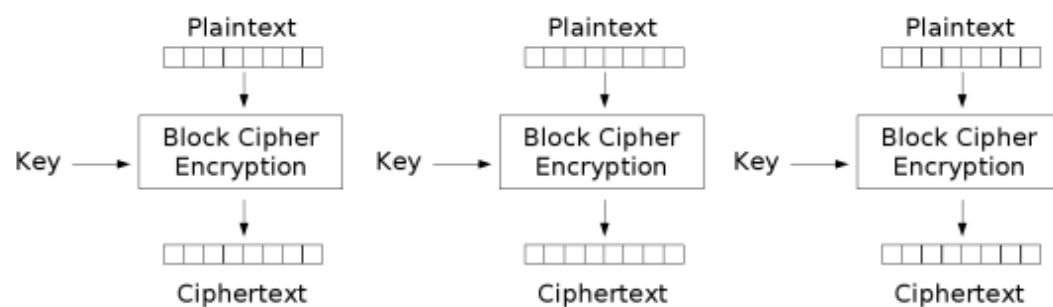 Plaintext Plaintext Plaintext
Block Cipher Block Cipher Block Cipher
Key Encryption Key Encryption Key Encryption
Ciphertext Ciphertext Ciphertext